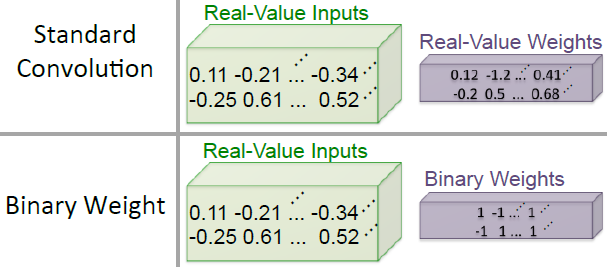 Standard
Convolution
Real-Value Inputs
0.11 -0.21 ... -0.34
-0.25 0.61 ... 0.52
Real-Value Weights
0.12 -1.2 ... 0.41
-0.2 0.5 ... 0.68
Binary Weight
Real-Value Inputs
0.11 -0.21 ... -0.34
-0.25 0.61 ... 0.52
Binary Weights
1 -1 ... 1
-1 1 ... 1